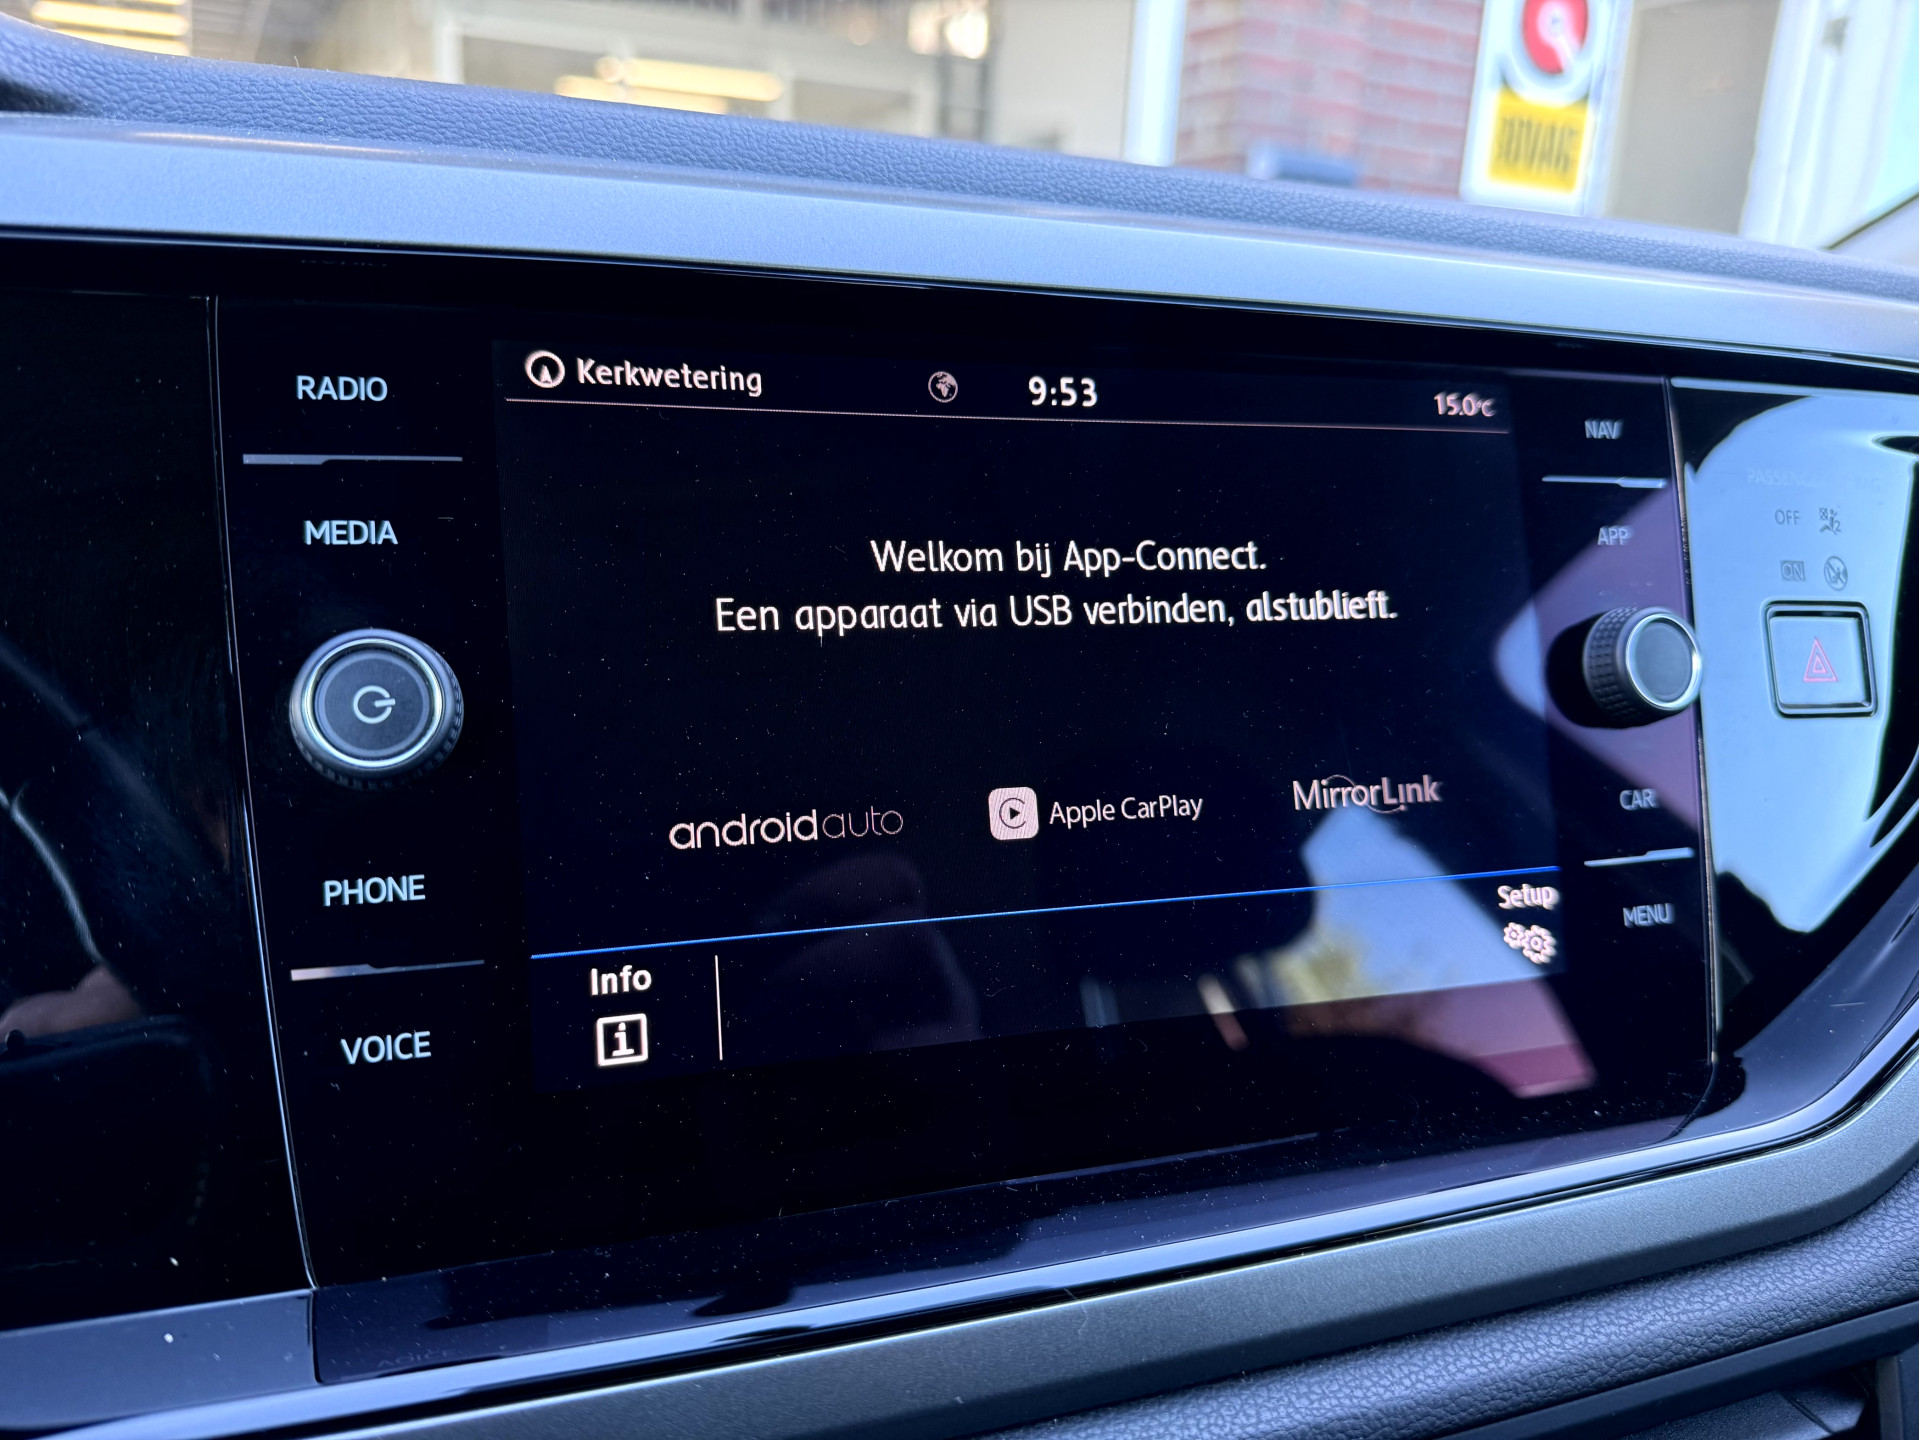 BOVAG
RADIO
MEDIA
PHONE
VOICE
Kerkwetering
9:53
15.0°C
Welkom bij App-Connect.
Een apparaat via USB verbinden, alstublieft.
androidauto
Apple CarPlay
MirrorLink
Setup
Info
i
NAV
APP
CAR
MENU
OFF
ON